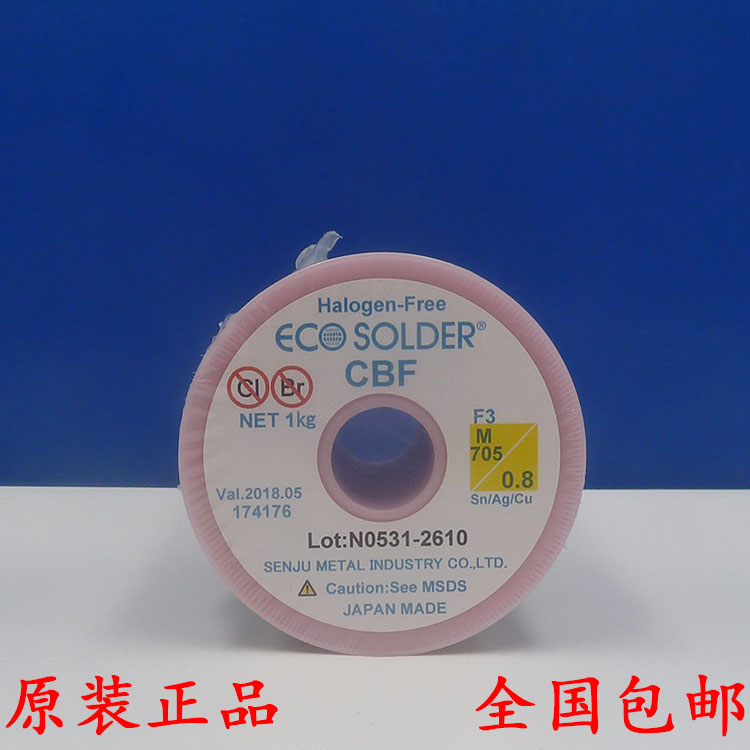 Halogen-Free
ECO SOLDER®
CBF
Cl Br
NET 1kg
F3
M
705
0.8
Sn/Ag/Cu
Val.2018.05
174176
Lot:N0531-2610
SENJU METAL INDUSTRY CO.,LTD.
Caution:See MSDS
JAPAN MADE
原装正品 全国包邮